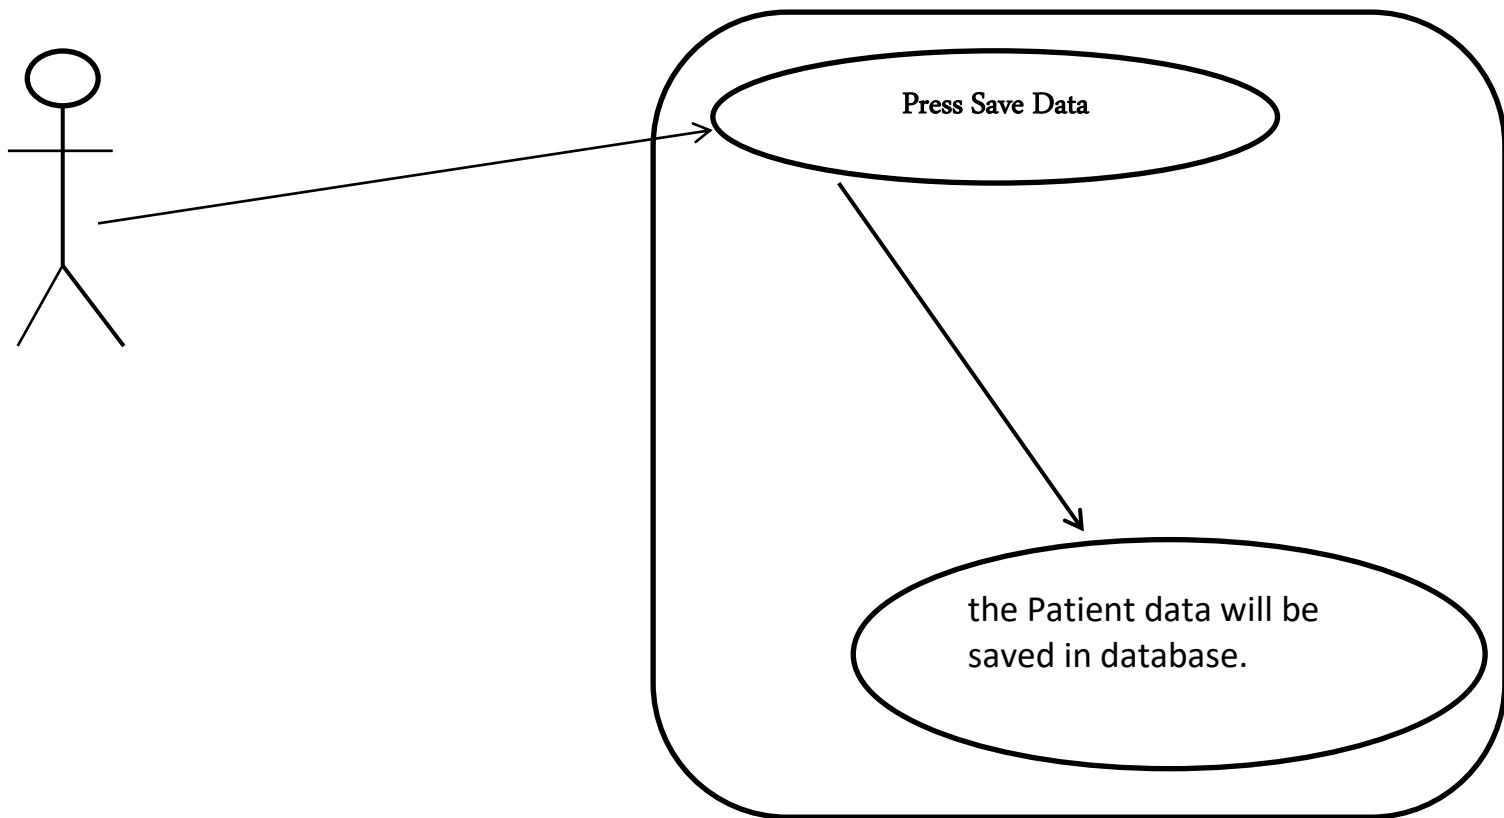 Press Save Data
the Patient data will be
saved in database.